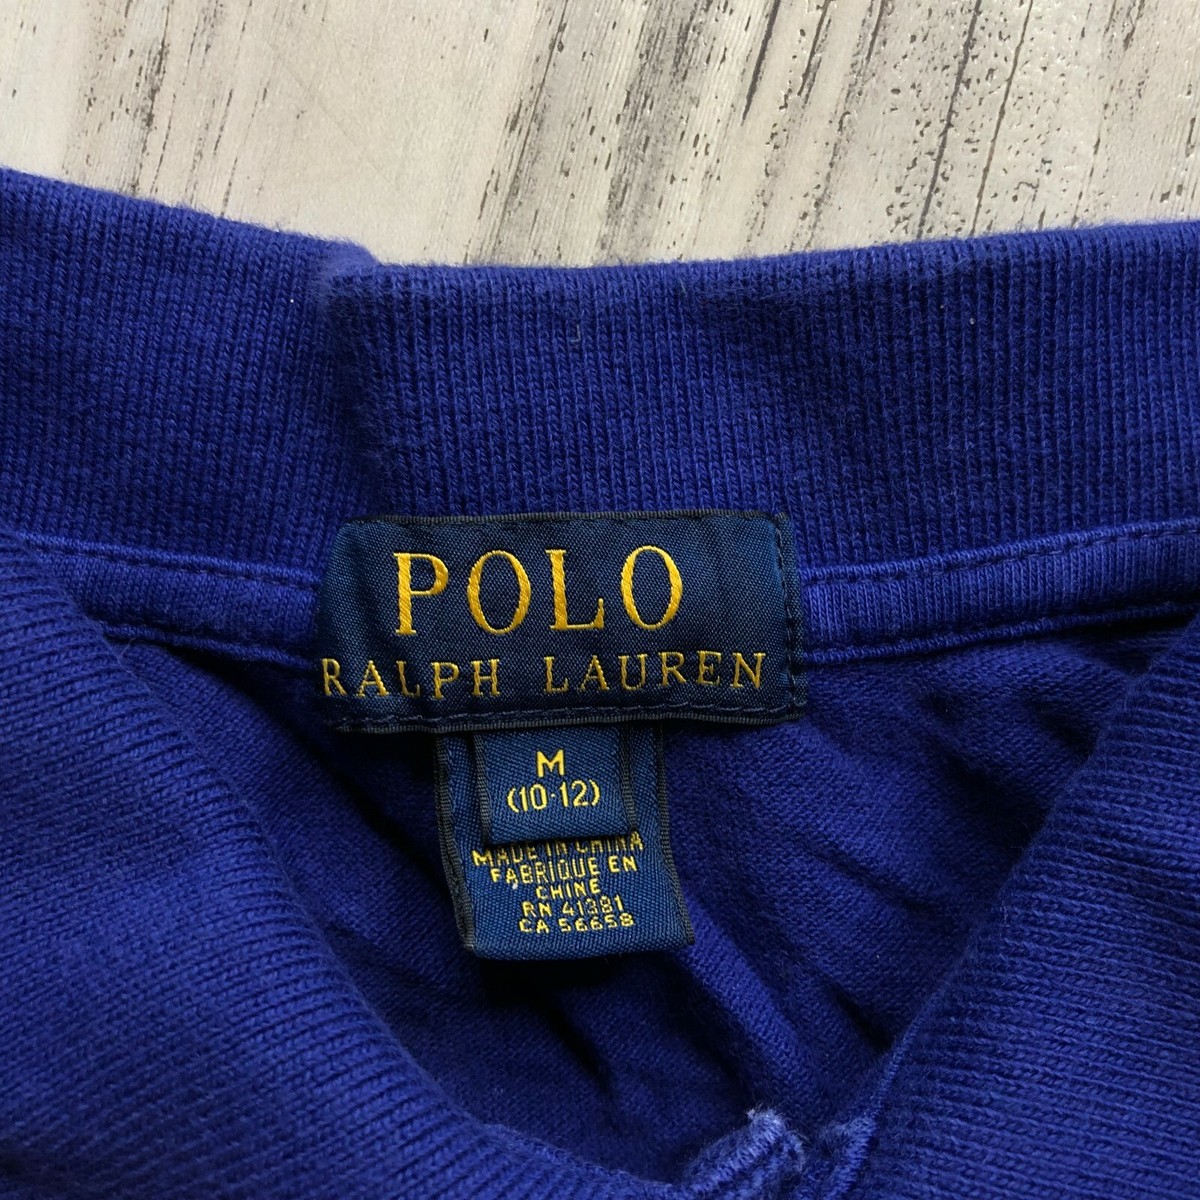 POLO
RALPH LAUREN
M
(10-12)
MADE IN CHINA
FABRIQUE EN
CHINE
RN 41381
CA 56658